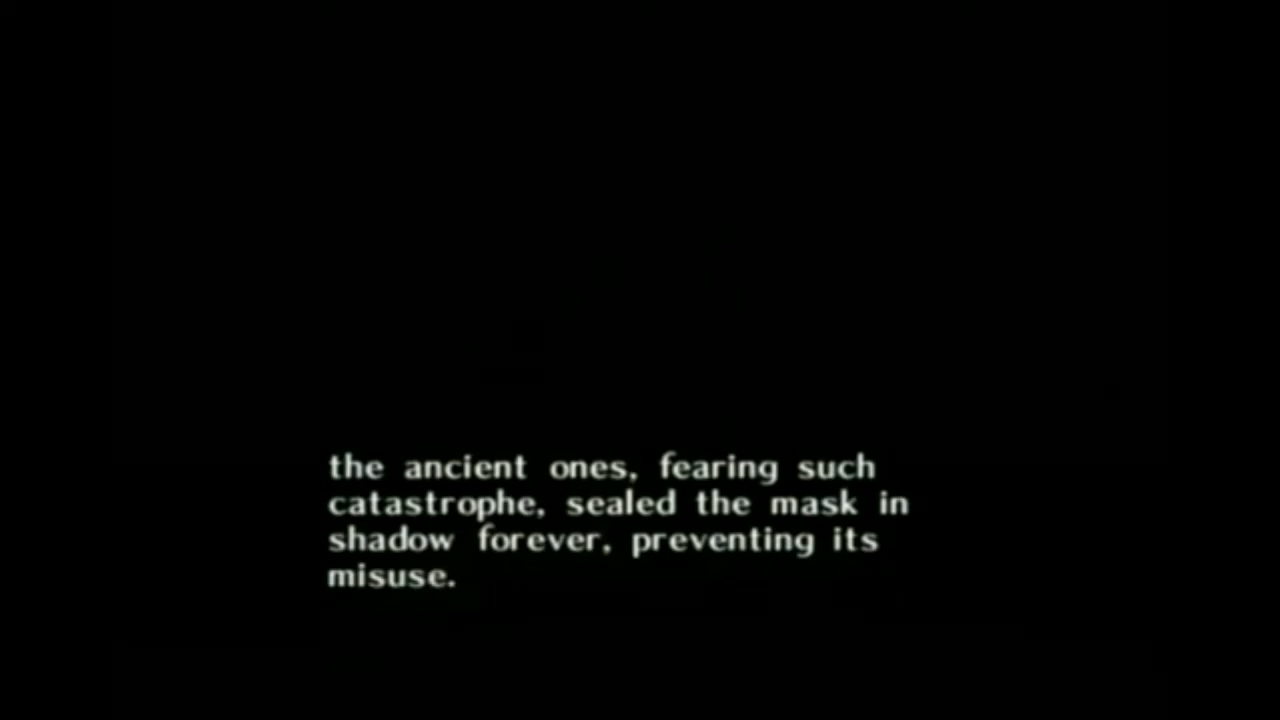 the ancient ones, fearing such
catastrophe, sealed the mask in
shadow forever, preventing its
misuse.